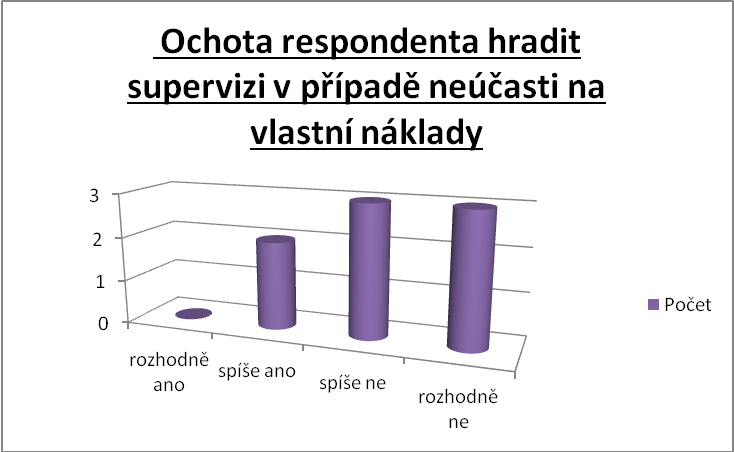 Ochota respondenta hradit
supervizi v případě neúčasti na
vlastní náklady
3
2
1
0
rozhodně
ano
spíše ano
spíše ne
rozhodně
ne
Počet